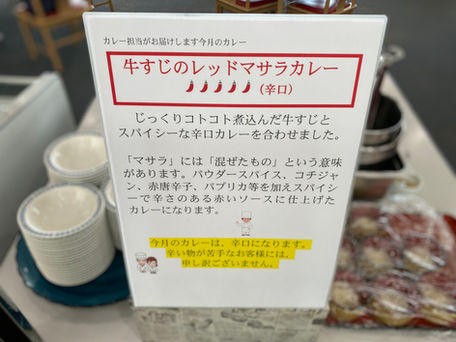 カレー担当がお届けします今月のカレー
牛すじのレッドマサラカレー
(辛口)
じっくりコトコト煮込んだ牛すじと
スパイシーな辛口カレーを合わせました。
「マサラ」には「混ぜたもの」という意味
があります。パウダースパイス、コチジャ
ン、赤唐辛子、パプリカ等を加えスパイシ
ーで辛さのある赤いソースに仕上げた
カレーになります。
今月のカレーは、辛口になります。
辛い物が苦手なお客様には、
申し訳ございません。